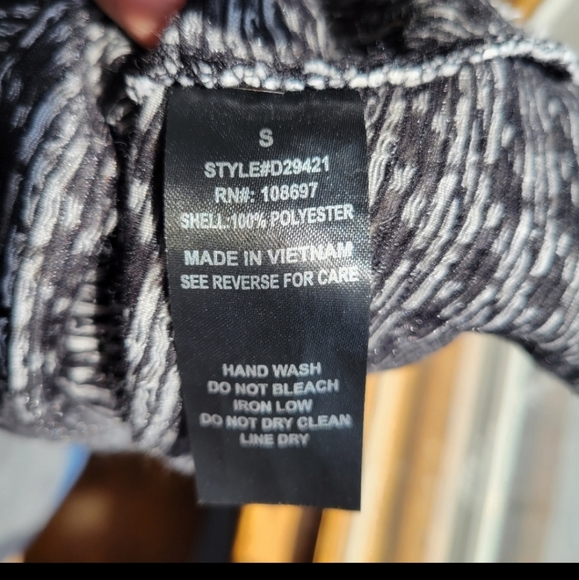 S
STYLE#D29421
RN#: 108697
SHELL:100% POLYESTER
MADE IN VIETNAM
SEE REVERSE FOR CARE
HAND WASH
DO NOT BLEACH
IRON LOW
DO NOT DRY CLEAN
LINE DRY